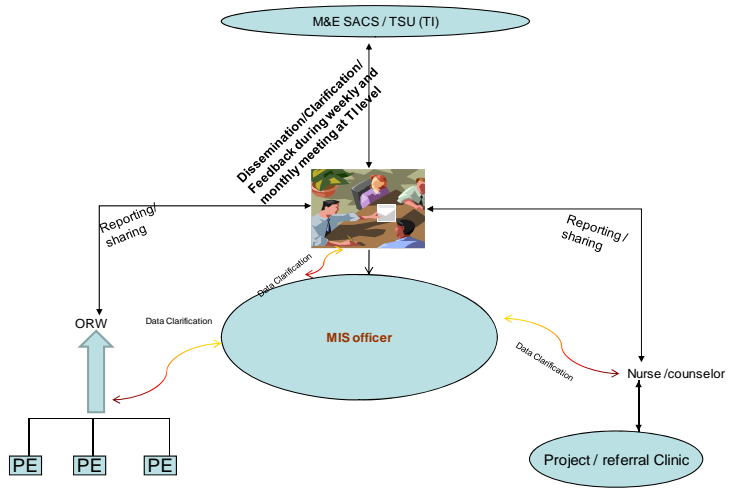 M&E SACS / TSU (TI)
Dissemination/Clarification/
Feedback during weekly and
monthly meeting at TI level
Reporting/
sharing
Reporting /
sharing
Data Clarification
ORW
Data Clarification
MIS officer
Data Clarification
Nurse /counselor
PE
PE
PE
Project / referral Clinic